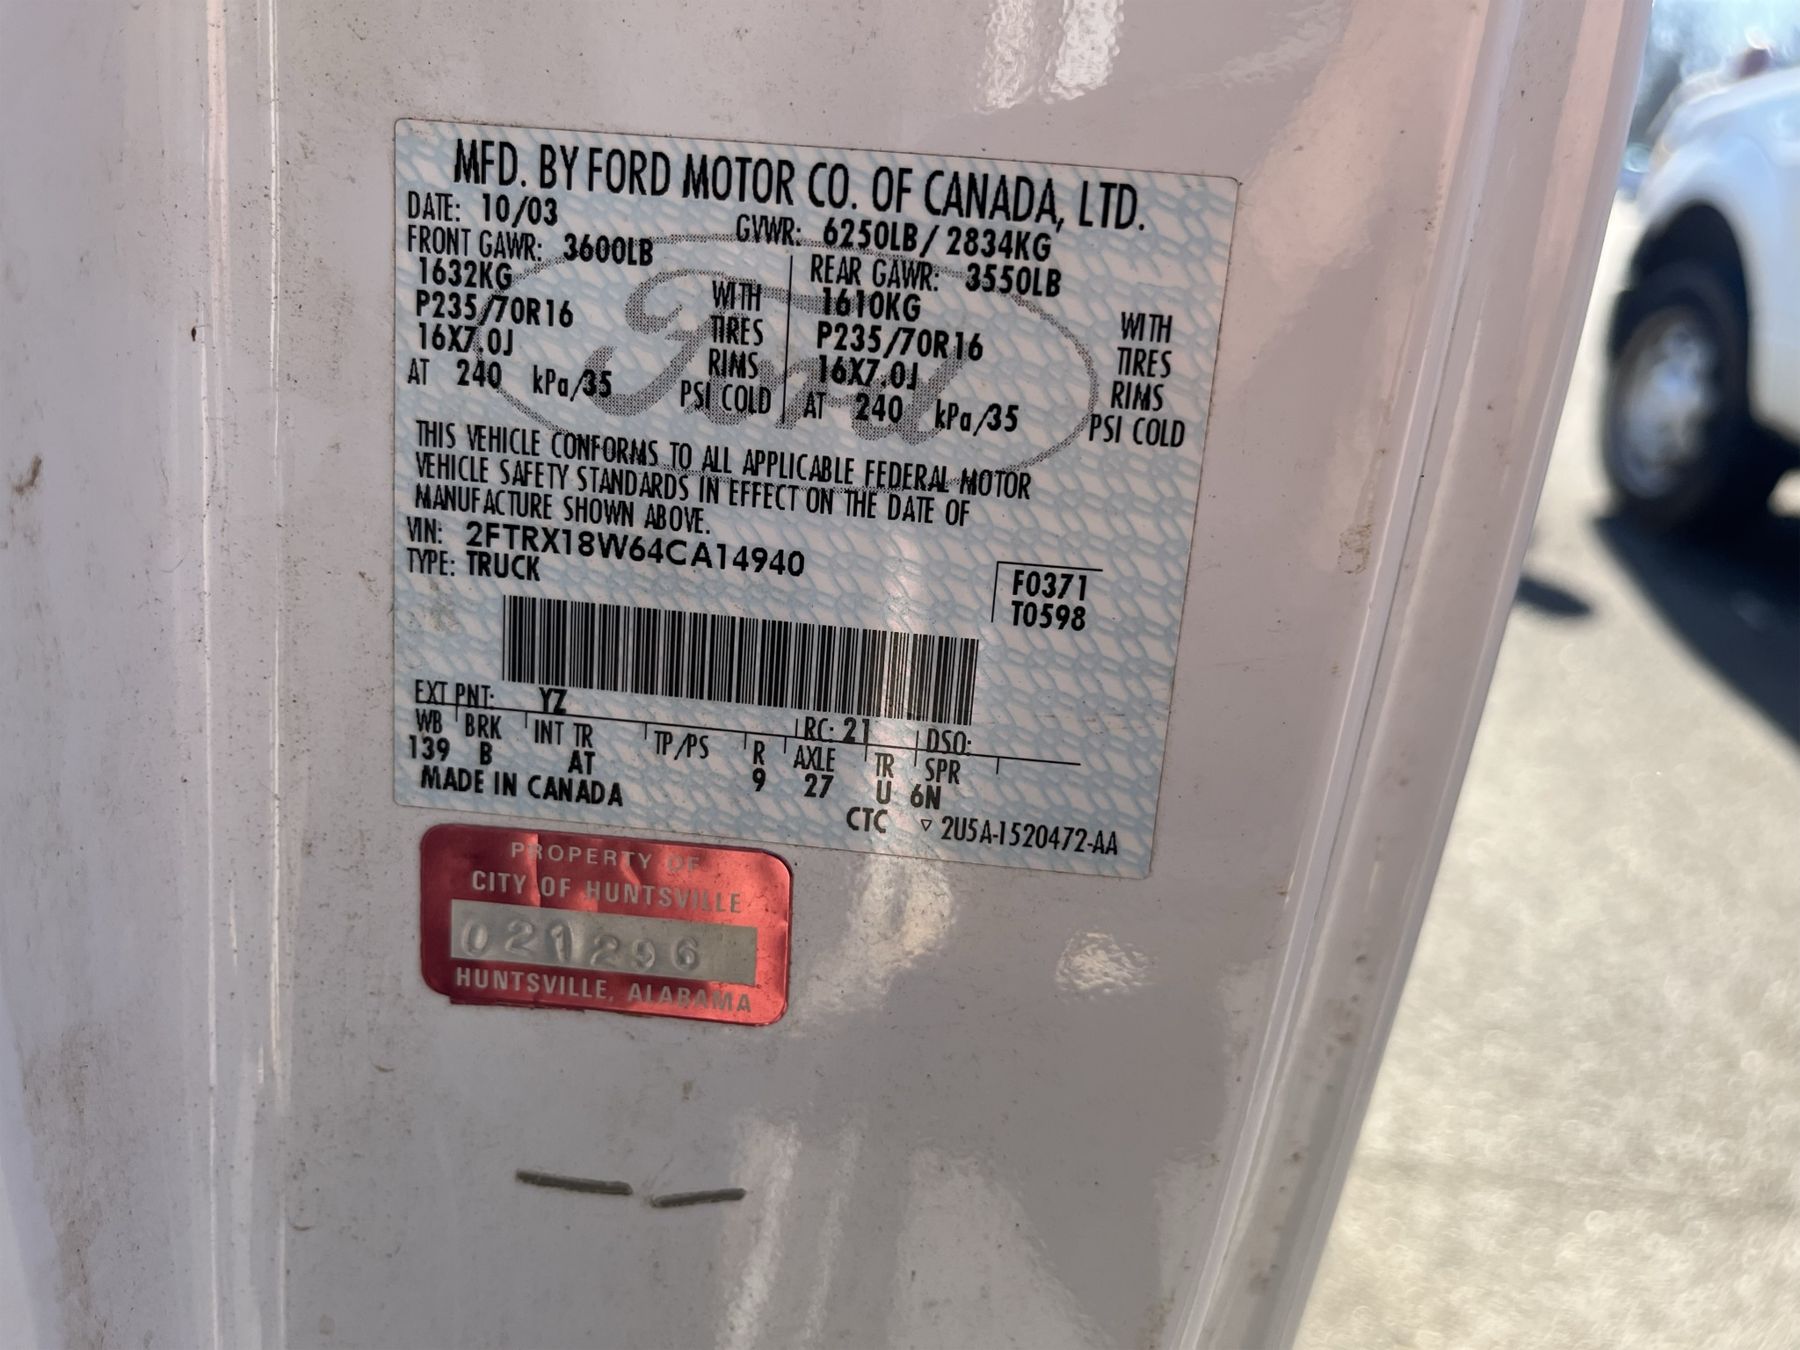 MFD. BY FORD MOTOR CO. OF CANADA, LTD.
DATE: 10/03 GVWR: 6250LB / 2834KG
FRONT GAWR: 3600LB REAR GAWR: 3550LB
1632KG WITH 1610KG WITH
P235/70R16 TIRES P235/70R16 TIRES
16X7.0J RIMS 16X7.0J RIMS
AT 240 kPa/35 PSI COLD AT 240 kPa/35 PSI COLD
Ford
THIS VEHICLE CONFORMS TO ALL APPLICABLE FEDERAL MOTOR
VEHICLE SAFETY STANDARDS IN EFFECT ON THE DATE OF
MANUFACTURE SHOWN ABOVE.
VIN: 2FTRX18W64CA14940
TYPE: TRUCK
F0371
T0598
EXT PNT: YZ RC: 21 DSO:
WB BRK INT TR TP/PS R AXLE TR SPR
139 B AT 9 27 U 6N
MADE IN CANADA
CTC ▽ 2U5A-1520472-AA
PROPERTY OF
CITY OF HUNTSVILLE
021296
HUNTSVILLE, ALABAMA